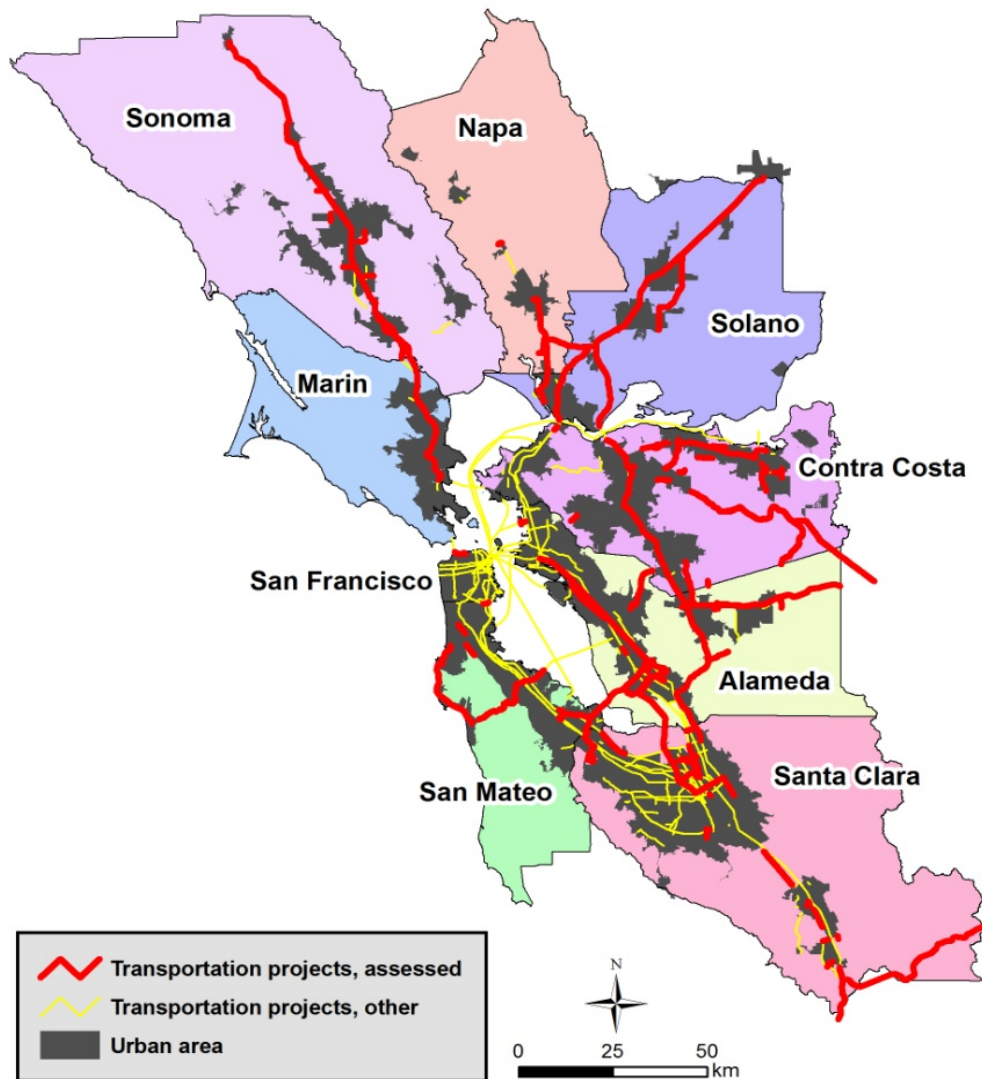 Sonoma
Napa
Solano
Marin
Contra Costa
San Francisco
Alameda
San Mateo
Santa Clara
Transportation projects, assessed
Transportation projects, other
Urban area
N
0 25 50
km